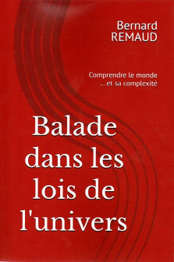 Bernard
REMAUD
Comprendre le monde
... et sa complexité
Balade
dans les
lois de
l'univers